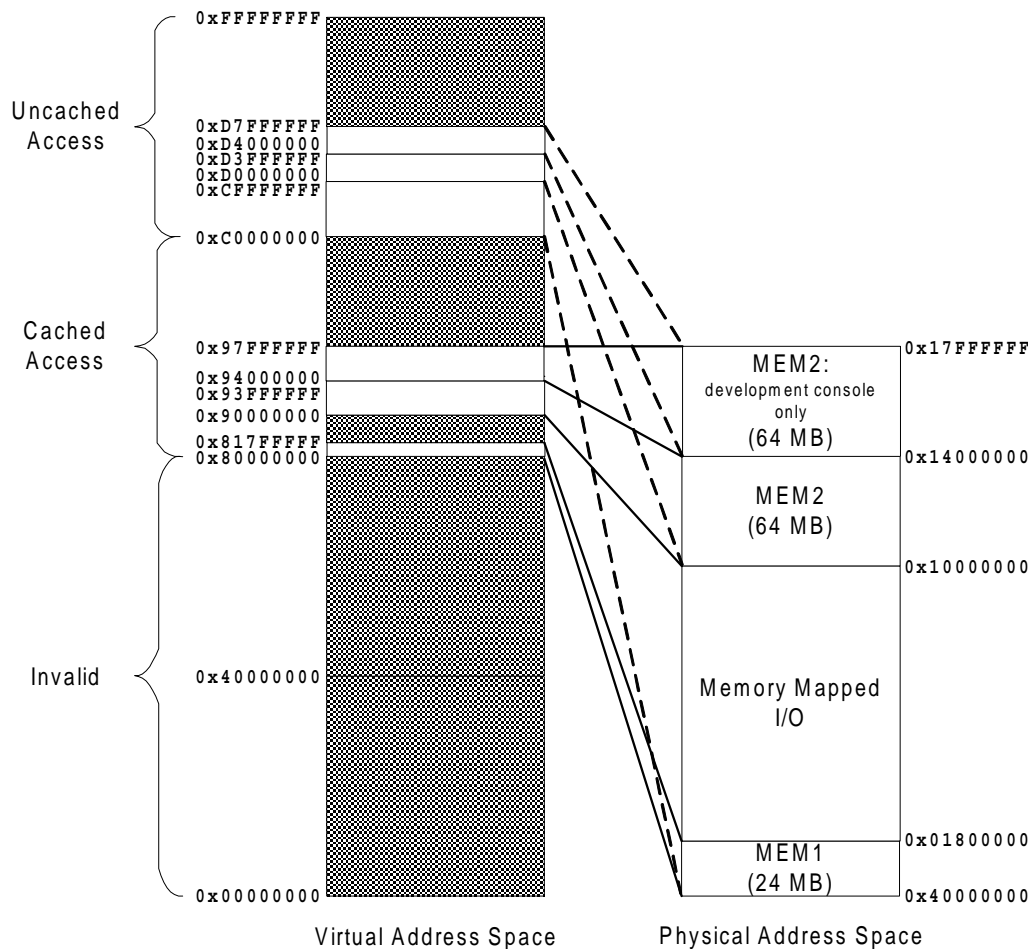 0xFFFFFFFF
Uncached
Access
0xD7FFFFFF
0xD4000000
0xD3FFFFFF
0xD0000000
0xCFFFFFFF
0xC0000000
Cached
Access
0x97FFFFFF
0x94000000
0x93FFFFFF
0x90000000
0x817FFFFF
0x80000000
Invalid
0x40000000
0x00000000
Virtual Address Space
0x17FFFFFF
MEM2:
development console
only
(64 MB)
0x14000000
MEM2
(64 MB)
0x10000000
Memory Mapped
I/O
0x01800000
MEM1
(24 MB)
0x40000000
Physical Address Space